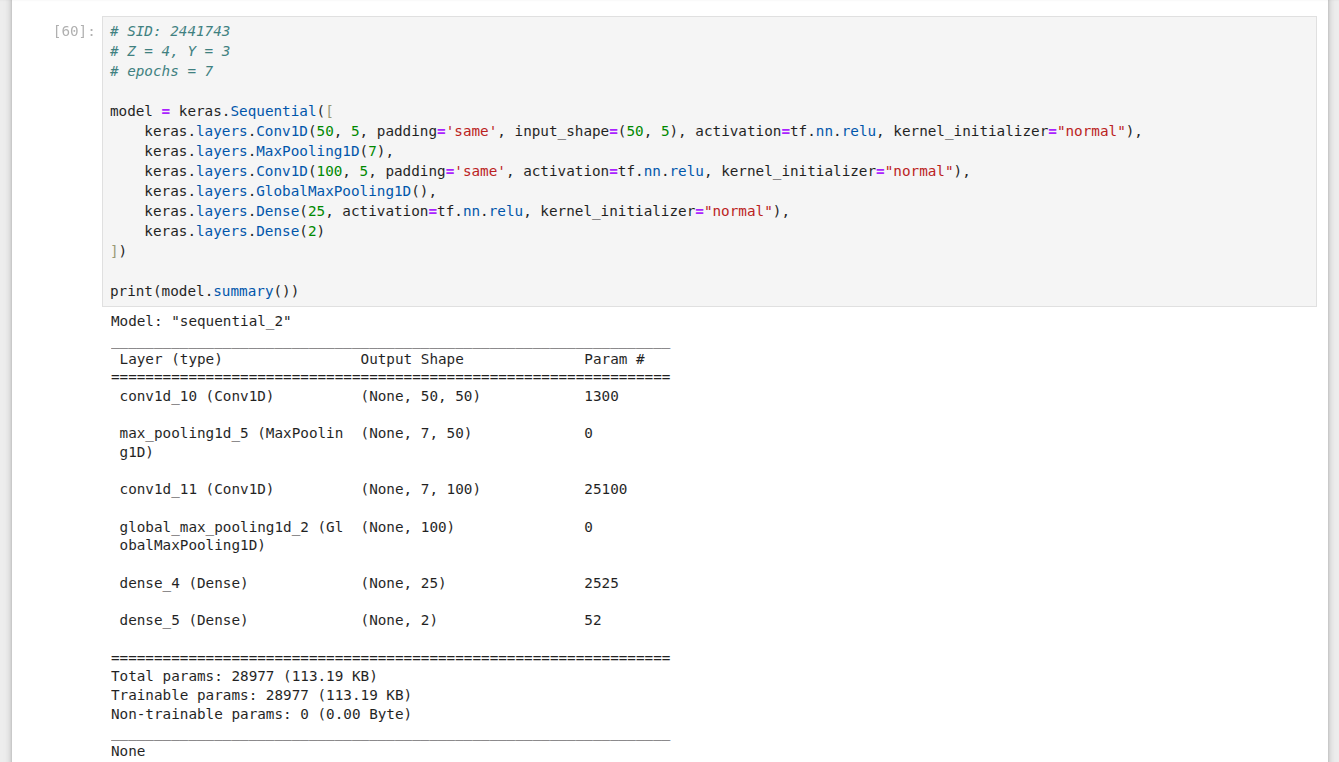 [60]:
# SID: 2441743
# Z = 4, Y = 3
# epochs = 7
model = keras.Sequential([
    keras.layers.Conv1D(50, 5, padding='same', input_shape=(50, 5), activation=tf.nn.relu, kernel_initializer="normal"),
    keras.layers.MaxPooling1D(7),
    keras.layers.Conv1D(100, 5, padding='same', activation=tf.nn.relu, kernel_initializer="normal"),
    keras.layers.GlobalMaxPooling1D(),
    keras.layers.Dense(25, activation=tf.nn.relu, kernel_initializer="normal"),
    keras.layers.Dense(2)
])
print(model.summary())
Model: "sequential_2"
_________________________________________________________________
 Layer (type)                Output Shape              Param #
=================================================================
 conv1d_10 (Conv1D)          (None, 50, 50)            1300
 max_pooling1d_5 (MaxPoolin  (None, 7, 50)             0
 g1D)
 conv1d_11 (Conv1D)          (None, 7, 100)            25100
 global_max_pooling1d_2 (Gl  (None, 100)               0
 obalMaxPooling1D)
 dense_4 (Dense)             (None, 25)                2525
 dense_5 (Dense)             (None, 2)                 52
=================================================================
Total params: 28977 (113.19 KB)
Trainable params: 28977 (113.19 KB)
Non-trainable params: 0 (0.00 Byte)
_________________________________________________________________
None